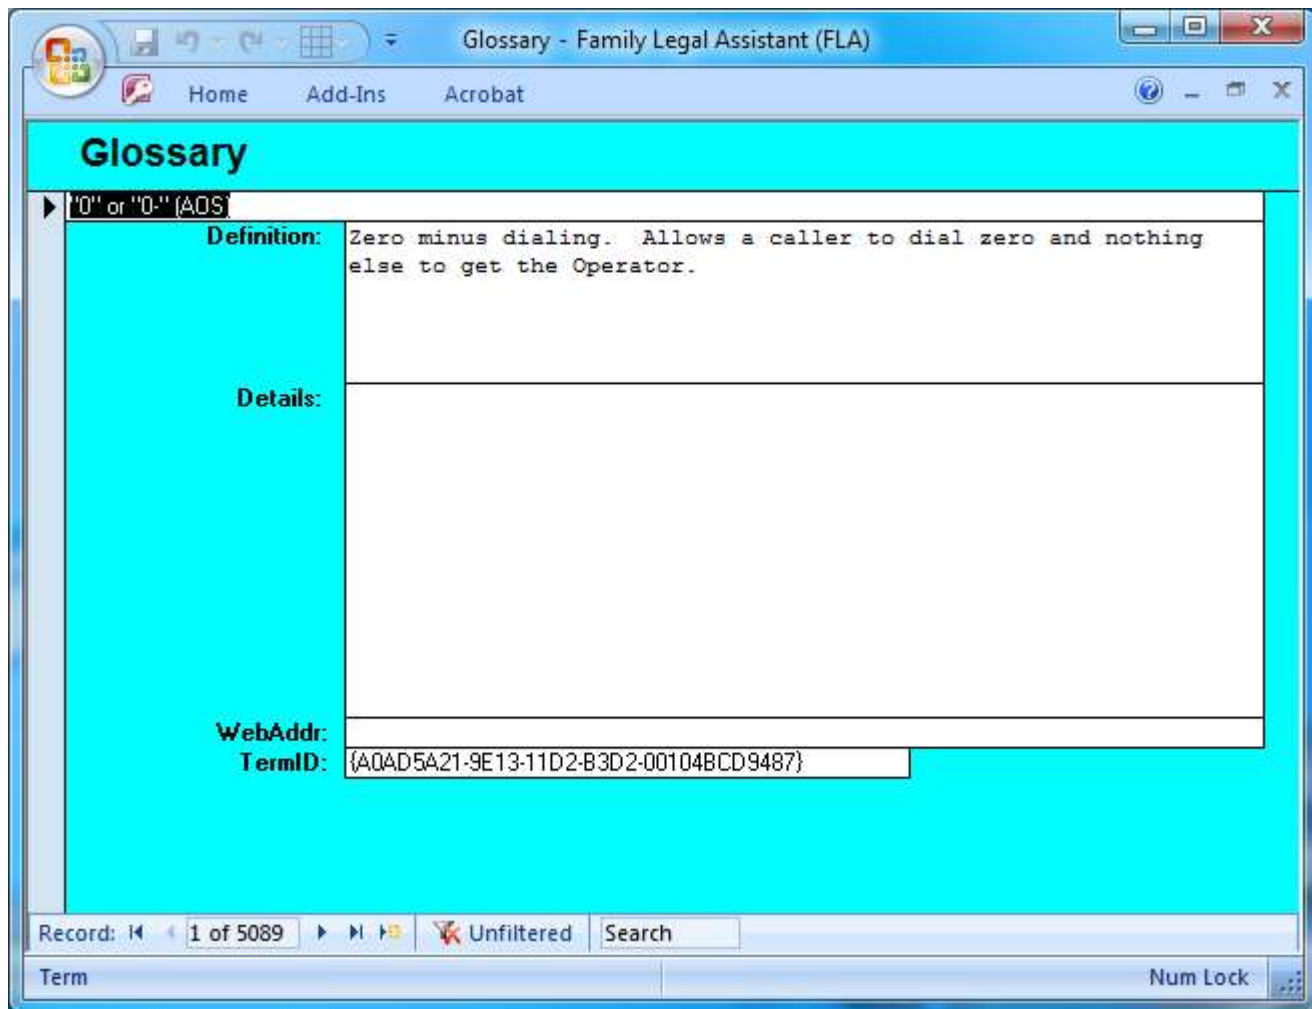 Glossary - Family Legal Assistant (FLA)
Home Add-Ins Acrobat
Glossary
"0" or "0-" (AOS)
Definition: Zero minus dialing. Allows a caller to dial zero and nothing
else to get the Operator.
Details:
WebAddr:
TermID: {A0AD5A21-9E13-11D2-B3D2-00104BCD9487}
Record: 1 of 5089 Unfiltered Search
Term Num Lock